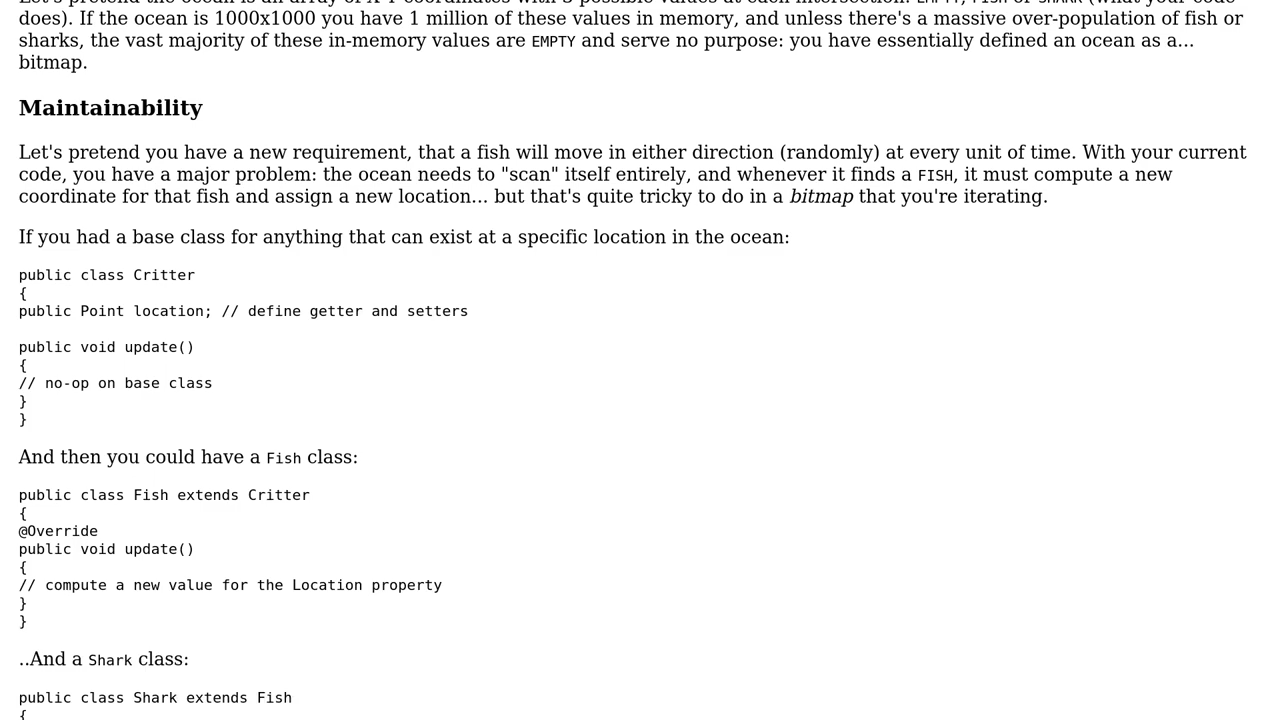 does). If the ocean is 1000x1000 you have 1 million of these values in memory, and unless there's a massive over-population of fish or
sharks, the vast majority of these in-memory values are EMPTY and serve no purpose: you have essentially defined an ocean as a...
bitmap.
Maintainability
Let's pretend you have a new requirement, that a fish will move in either direction (randomly) at every unit of time. With your current
code, you have a major problem: the ocean needs to "scan" itself entirely, and whenever it finds a FISH, it must compute a new
coordinate for that fish and assign a new location... but that's quite tricky to do in a bitmap that you're iterating.
If you had a base class for anything that can exist at a specific location in the ocean:
public class Critter
{
public Point location; // define getter and setters
public void update()
{
// no-op on base class
}
}
And then you could have a Fish class:
public class Fish extends Critter
{
@Override
public void update()
{
// compute a new value for the Location property
}
}
..And a Shark class:
public class Shark extends Fish
{